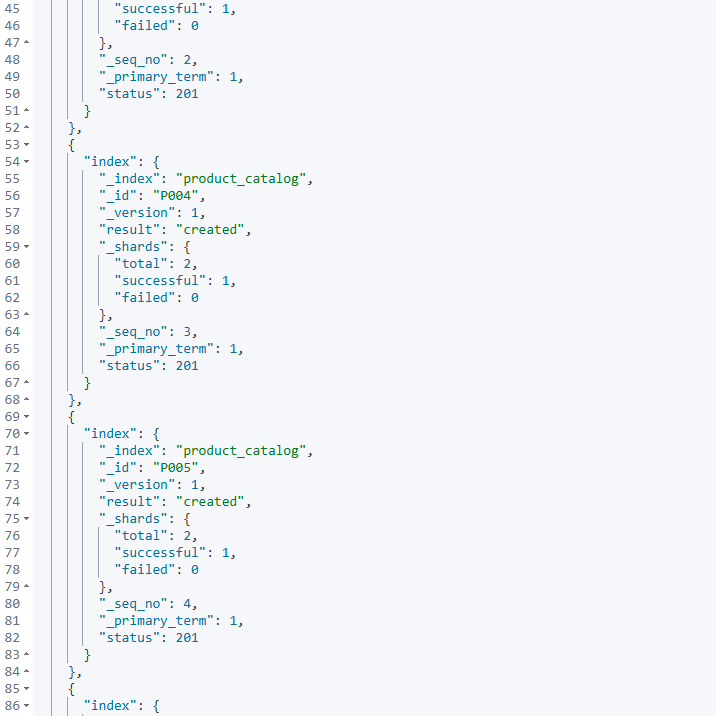 45 "successful": 1,
46 "failed": 0
47 },
48 "_seq_no": 2,
49 "_primary_term": 1,
50 "status": 201
51 }
52 },
53 {
54 "index": {
55 "_index": "product_catalog",
56 "_id": "P004",
57 "_version": 1,
58 "result": "created",
59 "_shards": {
60 "total": 2,
61 "successful": 1,
62 "failed": 0
63 },
64 "_seq_no": 3,
65 "_primary_term": 1,
66 "status": 201
67 }
68 },
69 {
70 "index": {
71 "_index": "product_catalog",
72 "_id": "P005",
73 "_version": 1,
74 "result": "created",
75 "_shards": {
76 "total": 2,
77 "successful": 1,
78 "failed": 0
79 },
80 "_seq_no": 4,
81 "_primary_term": 1,
82 "status": 201
83 }
84 },
85 {
86 "index": {